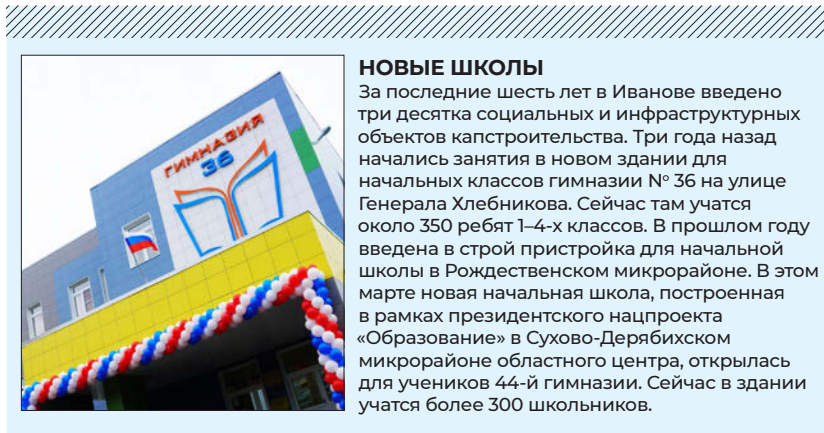 ГИМНАЗИЯ
36
НОВЫЕ ШКОЛЫ
За последние шесть лет в Иванове введено
три десятка социальных и инфраструктурных
объектов капстроительства. Три года назад
начались занятия в новом здании для
начальных классов гимназии № 36 на улице
Генерала Хлебникова. Сейчас там учатся
около 350 ребят 1–4-х классов. В прошлом году
введена в строй пристройка для начальной
школы в Рождественском микрорайоне. В этом
марте новая начальная школа, построенная
в рамках президентского нацпроекта
«Образование» в Сухово-Дерябихском
микрорайоне областного центра, открылась
для учеников 44-й гимназии. Сейчас в здании
учатся более 300 школьников.